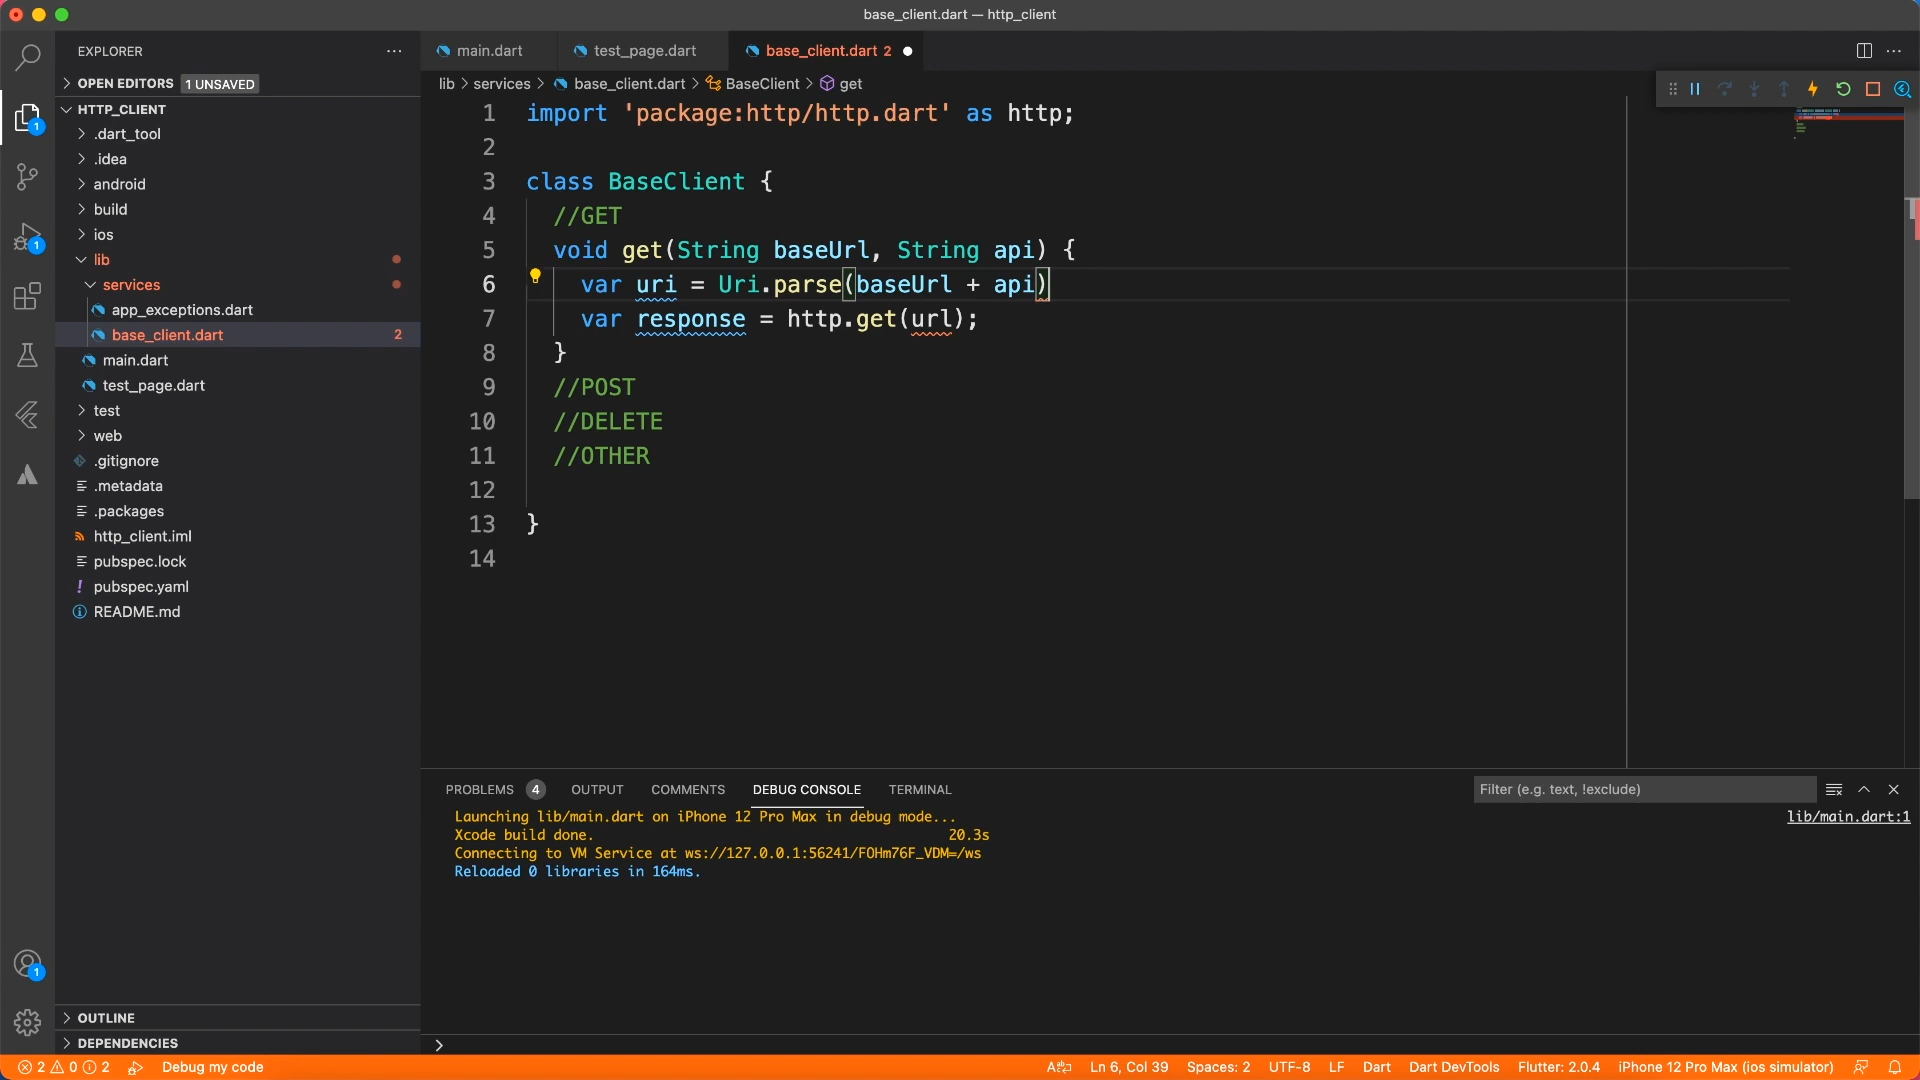 base_client.dart — http_client
EXPLORER
OPEN EDITORS 1 UNSAVED
HTTP_CLIENT
.dart_tool
.idea
android
build
ios
lib
services
app_exceptions.dart
base_client.dart 2
main.dart
test_page.dart
test
web
.gitignore
.metadata
.packages
http_client.iml
pubspec.lock
pubspec.yaml
README.md
OUTLINE
DEPENDENCIES
1
1
1
main.dart test_page.dart base_client.dart 2
lib > services > base_client.dart > BaseClient > get
1 import 'package:http/http.dart' as http;
2
3 class BaseClient {
4 //GET
5 void get(String baseUrl, String api) {
6 var uri = Uri.parse(baseUrl + api)
7 var response = http.get(url);
8 }
9 //POST
10 //DELETE
11 //OTHER
12
13 }
14
PROBLEMS 4 OUTPUT COMMENTS DEBUG CONSOLE TERMINAL Filter (e.g. text, !exclude)
Launching lib/main.dart on iPhone 12 Pro Max in debug mode... lib/main.dart:1
Xcode build done. 20.3s
Connecting to VM Service at ws://127.0.0.1:56241/FOHm76F_VDM=/ws
Reloaded 0 libraries in 164ms.
>
2 0 2 Debug my code Ln 6, Col 39 Spaces: 2 UTF-8 LF Dart Dart DevTools Flutter: 2.0.4 iPhone 12 Pro Max (ios simulator)